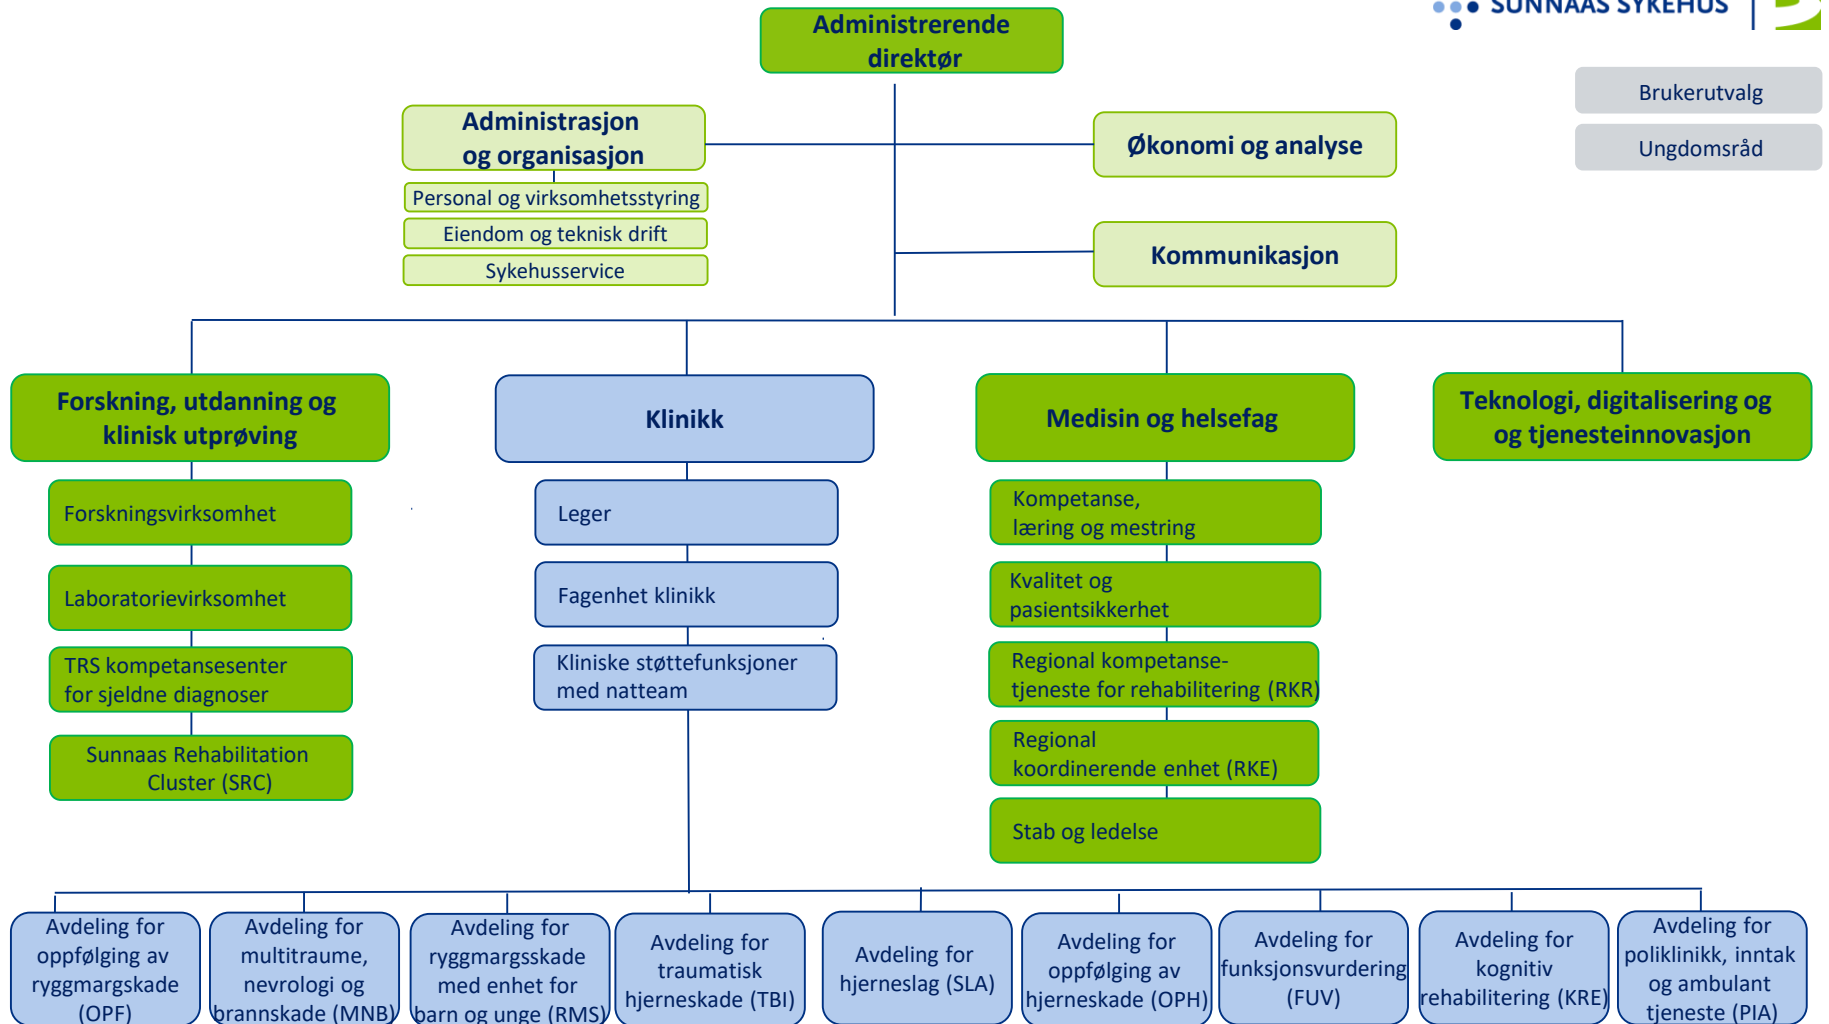 SUNNAAS SYKEHUS
Administrerende
direktør
Brukerutvalg
Ungdomsråd
Administrasjon
og organisasjon
Personal og virksomhetsstyring
Eiendom og teknisk drift
Sykehusservice
Økonomi og analyse
Kommunikasjon
Forskning, utdanning og
klinisk utprøving
Forskningsvirksomhet
Laboratorievirksomhet
TRS kompetansesenter
for sjeldne diagnoser
Sunnaas Rehabilitation
Cluster (SRC)
Klinikk
Leger
Fagenhet klinikk
Kliniske støttefunksjoner
med natteam
Medisin og helsefag
Kompetanse,
læring og mestring
Kvalitet og
pasientsikkerhet
Regional kompetanse-
tjeneste for rehabilitering (RKR)
Regional
koordinerende enhet (RKE)
Stab og ledelse
Teknologi, digitalisering og
og tjenesteinnovasjon
Avdeling for
oppfølging av
ryggmargskade
(OPF)
Avdeling for
multitraume,
nevrologi og
brannskade (MNB)
Avdeling for
ryggmargsskade
med enhet for
barn og unge (RMS)
Avdeling for
traumatisk
hjerneskade (TBI)
Avdeling for
hjerneslag (SLA)
Avdeling for
oppfølging av
hjerneskade (OPH)
Avdeling for
funksjonsvurdering
(FUV)
Avdeling for
kognitiv
rehabilitering (KRE)
Avdeling for
poliklinikk, inntak
og ambulant
tjeneste (PIA)